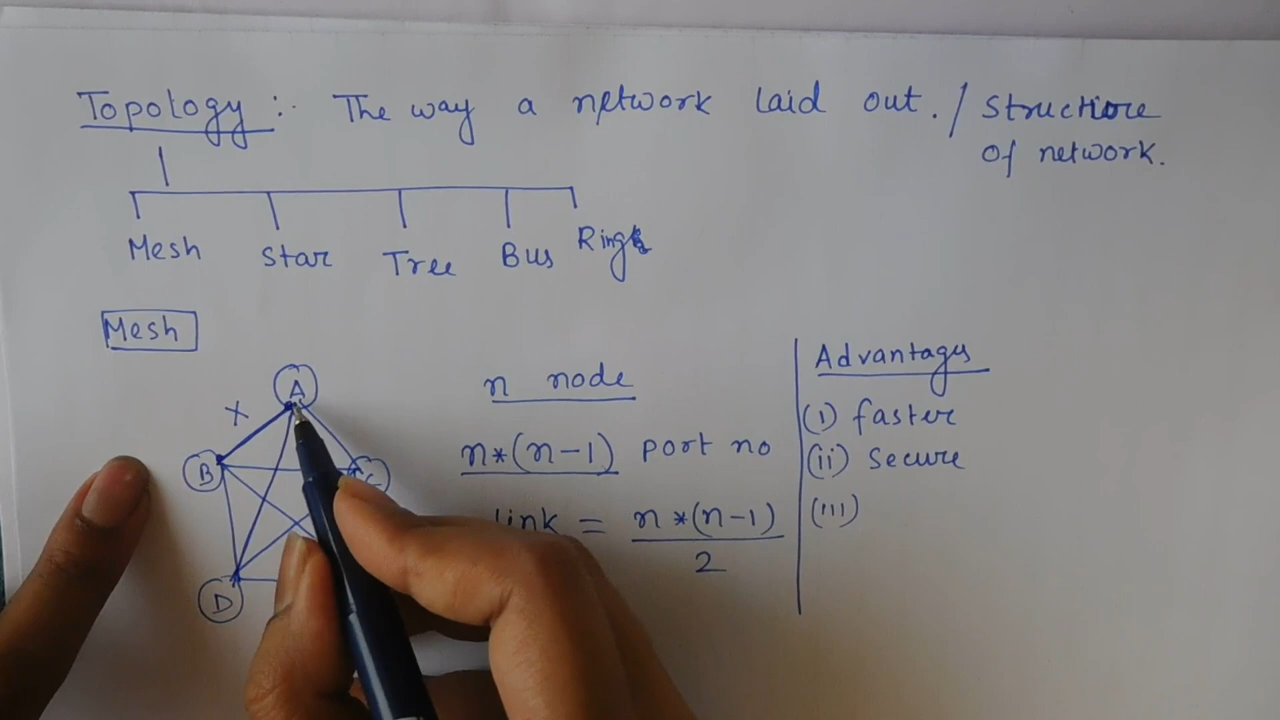 Topology :- The way a network laid out. / Structure
of network.
Mesh Star Tree Bus Ring
Mesh
A
B
C
D
X
n node
n*(n-1) port no
link = n*(n-1)
2
Advantages
(i) faster
(ii) Secure
(iii)